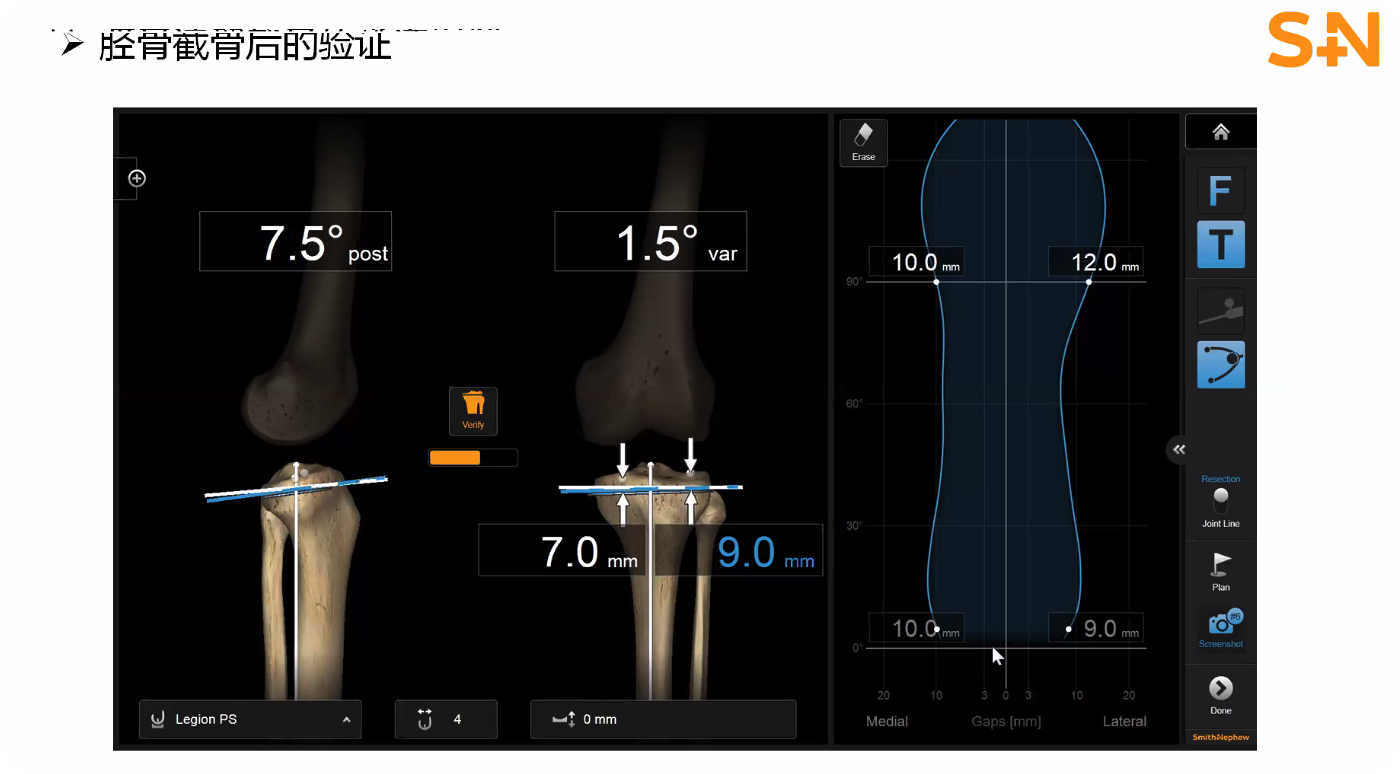 胫骨截骨后的验证
S+N
Erase
F
7.5° post
1.5° var
T
10.0 mm
12.0 mm
90°
Verify
60°
Resection
Joint Line
30°
7.0 mm
9.0 mm
Plan
#6
Screenshot
10.0 mm
9.0 mm
0°
20 10 3 0 3 10 20
Medial Gaps [mm] Lateral
Legion PS
4
0 mm
Done
SmithNephew